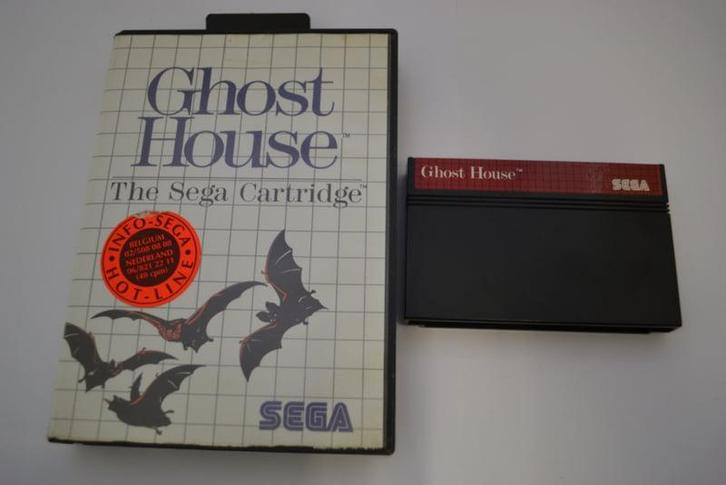 Ghost
House™
The Sega Cartridge™
INFO-SEGA
BELGIUM
02/508 08 88
NEDERLAND
06/821 22 11
(40 cpm)
HOT-LINE
SEGA
Ghost House™
SEGA